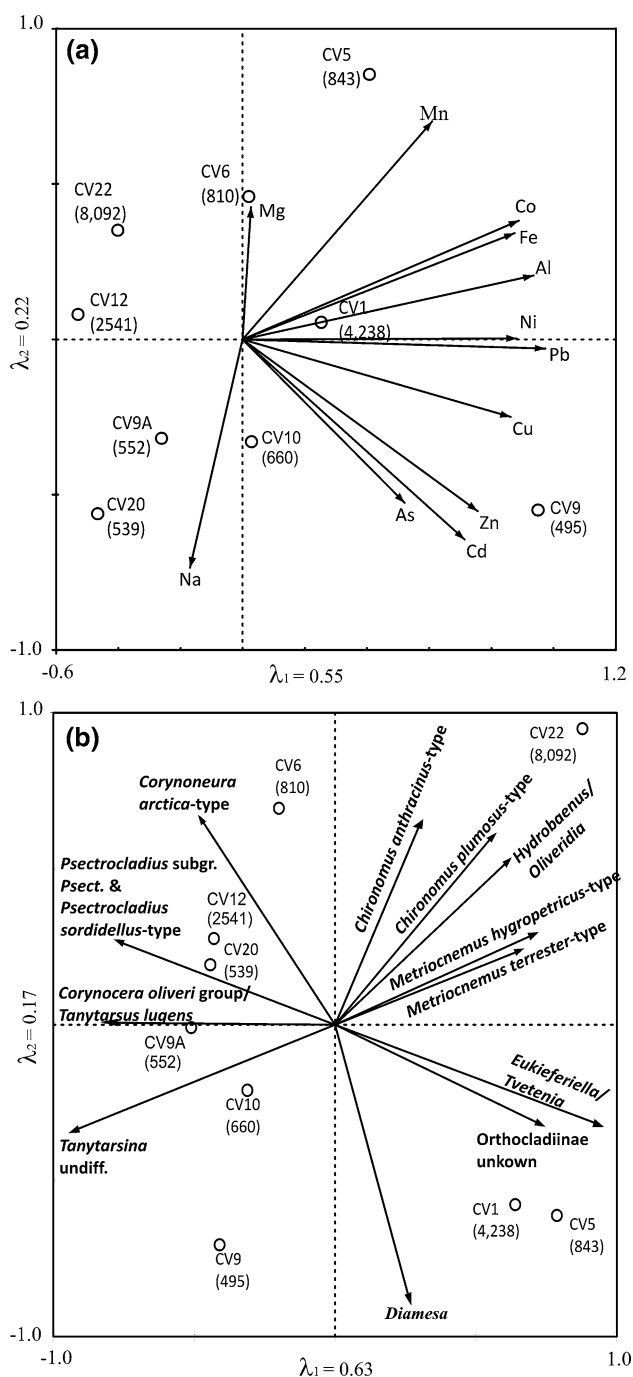 1.0
(a)
CV5
(843)
Mn
CV6
(810)
Mg
CV22
(8,092)
Co
Fe
Al
CV12
(2541)
CV1
(4,238)
Ni
Pb
λ2 = 0.22
CV9A
(552)
CV10
(660)
Cu
CV20
(539)
As
Zn
Cd
CV9
(495)
Na
-1.0
-0.6
λ1 = 0.55
1.2
1.0
(b)
CV22
(8,092)
CV6
(810)
Corynoneura
arctica-type
Chironomus anthracinus-type
Chironomus plumosus-type
Hydrobaenus/
Oliveridia
Psectrocladius subgr.
Psect. &
Psectrocladius
sordidellus-type
CV12
(2541)
CV20
(539)
Metriocnemus hygropetricus-type
Metriocnemus terrester-type
Corynocera oliveri group/
Tanytarsus lugens
λ2 = 0.17
CV9A
(552)
CV10
(660)
Eukieferiella/
Tvetenia
Tanytarsina
undiff.
Orthocladiinae
unkown
CV1
(4,238)
CV5
(843)
CV9
(495)
Diamesa
-1.0
-1.0
λ1 = 0.63
1.0